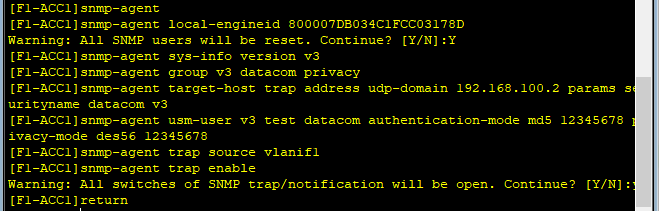 [F1-ACC1]snmp-agent
[F1-ACC1]snmp-agent local-engineid 800007DB034C1FCC03178D
Warning: All SNMP users will be reset. Continue? [Y/N]:Y
[F1-ACC1]snmp-agent sys-info version v3
[F1-ACC1]snmp-agent group v3 datacom privacy
[F1-ACC1]snmp-agent target-host trap address udp-domain 192.168.100.2 params se
urityname datacom v3
[F1-ACC1]snmp-agent usm-user v3 test datacom authentication-mode md5 12345678 p
ivacy-mode des56 12345678
[F1-ACC1]snmp-agent trap source vlanif1
[F1-ACC1]snmp-agent trap enable
Warning: All switches of SNMP trap/notification will be open. Continue? [Y/N]:y
[F1-ACC1]return